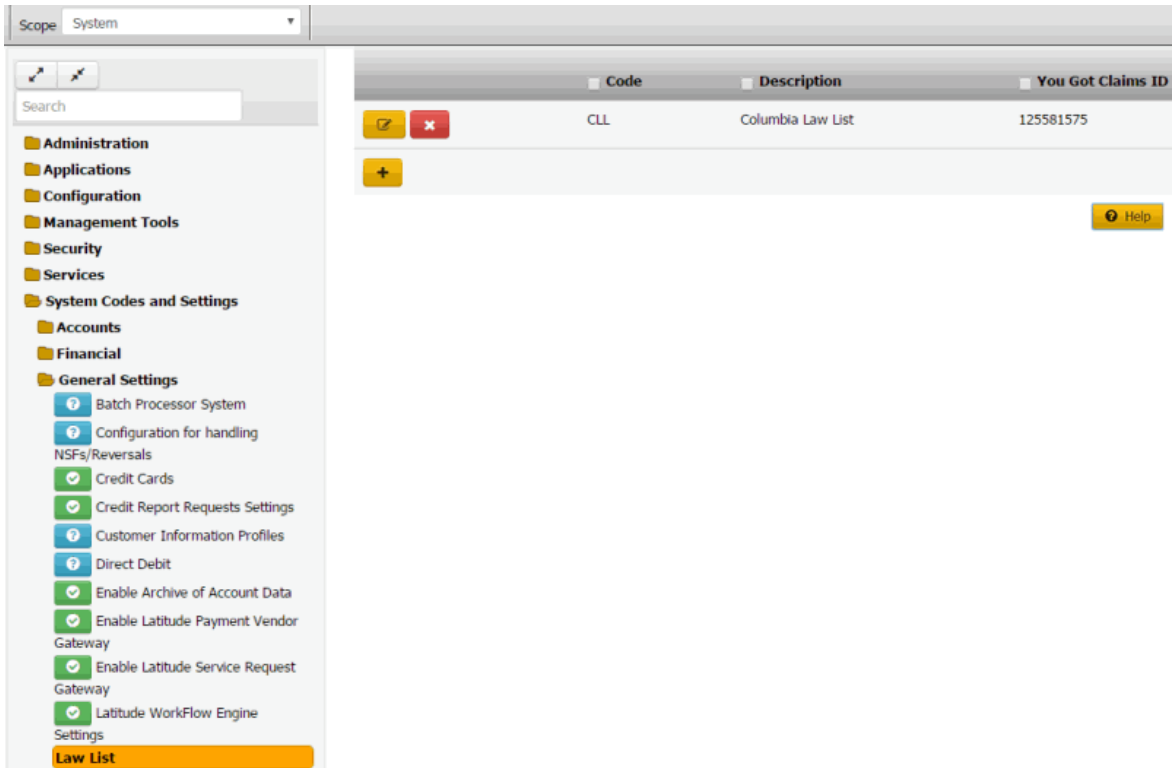 Scope System
Search
Administration
Applications
Configuration
Management Tools
Security
Services
System Codes and Settings
Accounts
Financial
General Settings
Batch Processor System
Configuration for handling
NSFs/Reversals
Credit Cards
Credit Report Requests Settings
Customer Information Profiles
Direct Debit
Enable Archive of Account Data
Enable Latitude Payment Vendor
Gateway
Enable Latitude Service Request
Gateway
Latitude WorkFlow Engine
Settings
Law List
Code Description You Got Claims ID
CLL Columbia Law List 125581575
Help